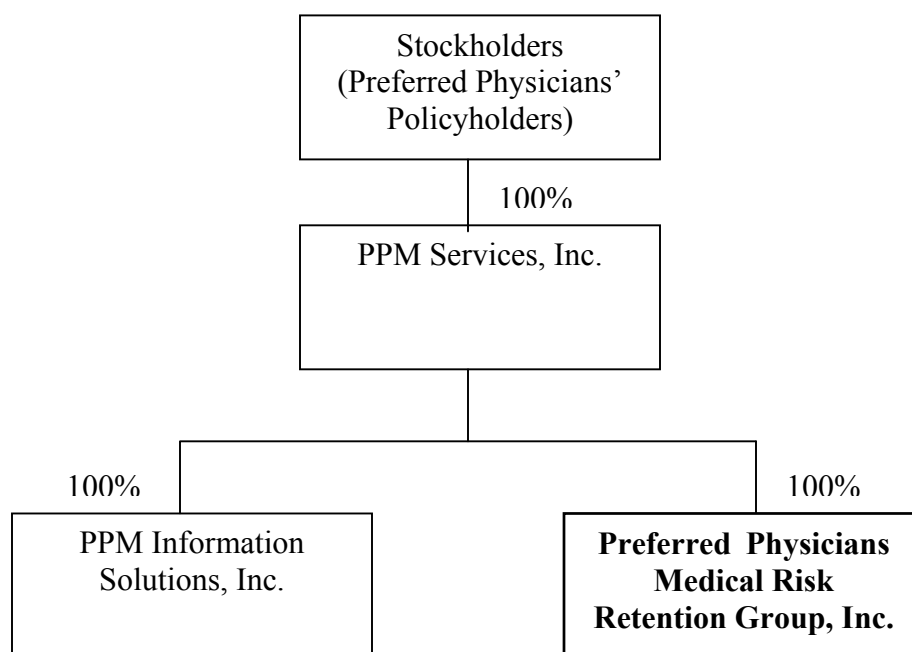 Stockholders
(Preferred Physicians’
Policyholders)
100%
PPM Services, Inc.
100%
100%
PPM Information
Solutions, Inc.
Preferred Physicians
Medical Risk
Retention Group, Inc.